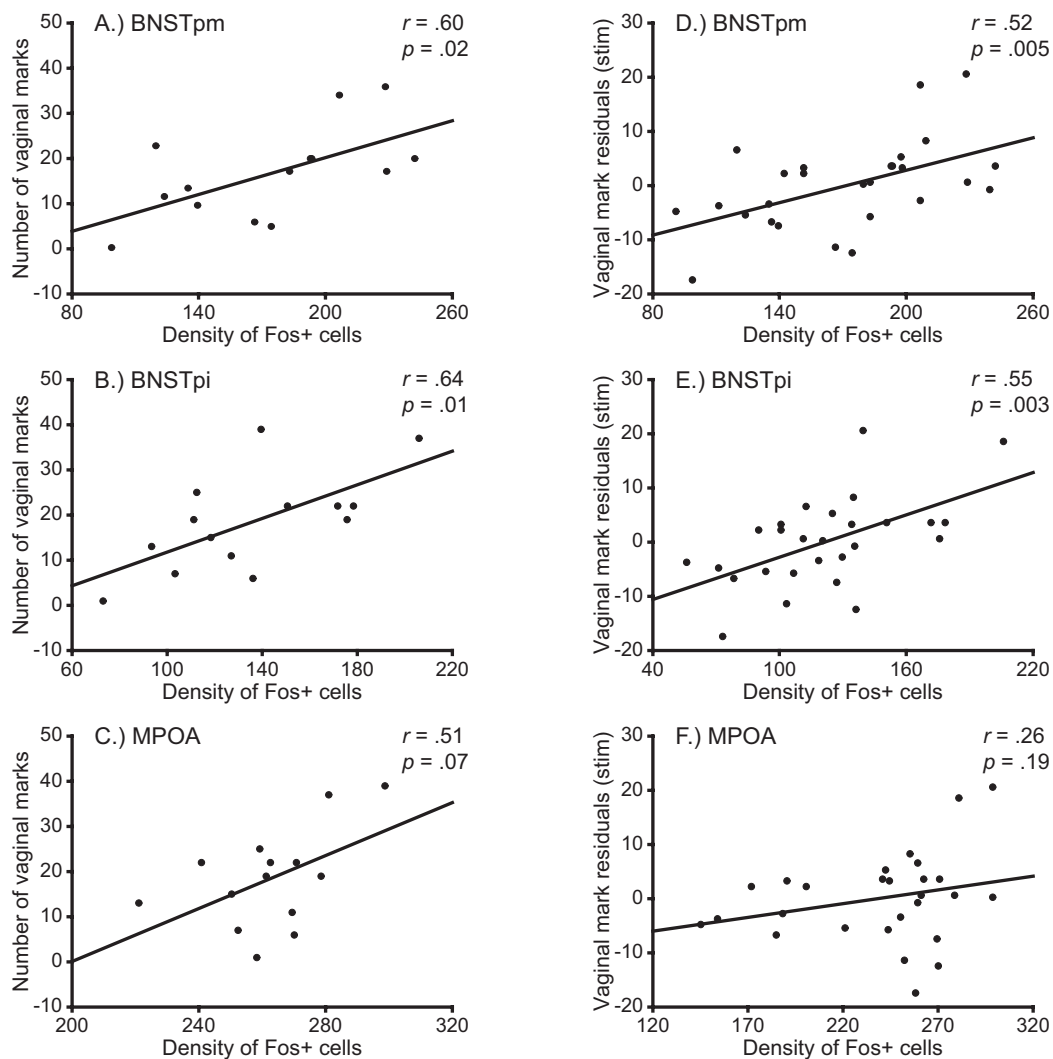 A.) BNSTpm
r = .60
p = .02
Number of vaginal marks
50
40
30
20
10
0
-10
80
140
200
260
Density of Fos+ cells
D.) BNSTpm
r = .52
p = .005
Vaginal mark residuals (stim)
30
20
10
0
-10
-20
80
140
200
260
Density of Fos+ cells
B.) BNSTpi
r = .64
p = .01
Number of vaginal marks
50
40
30
20
10
0
-10
60
100
140
180
220
Density of Fos+ cells
E.) BNSTpi
r = .55
p = .003
Vaginal mark residuals (stim)
30
20
10
0
-10
-20
40
100
160
220
Density of Fos+ cells
C.) MPOA
r = .51
p = .07
Number of vaginal marks
50
40
30
20
10
0
-10
200
240
280
320
Density of Fos+ cells
F.) MPOA
r = .26
p = .19
Vaginal mark residuals (stim)
30
20
10
0
-10
-20
120
170
220
270
320
Density of Fos+ cells